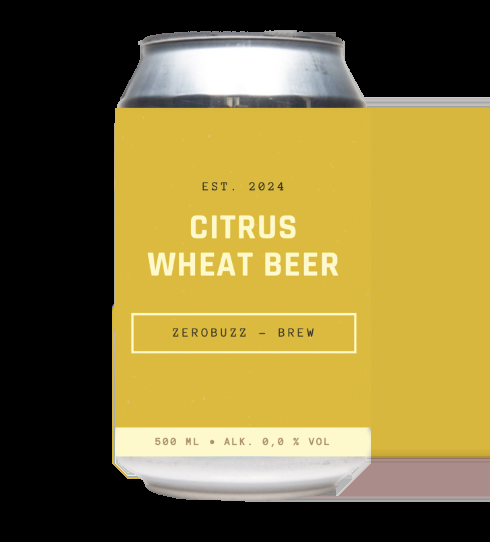 EST. 2024
CITRUS
WHEAT BEER
ZEROBUZZ – BREW
500 ML • ALK. 0,0 % VOL